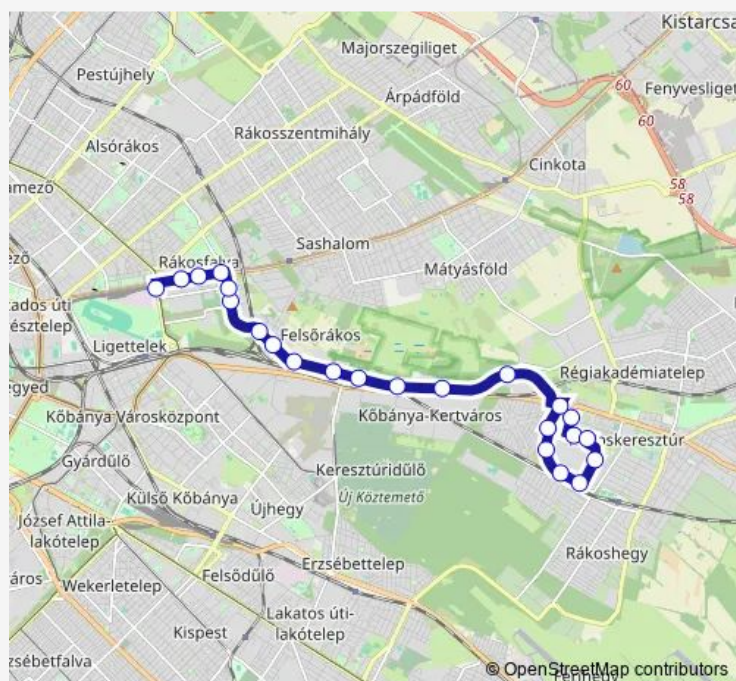 Kistarcsa
Majorszegiliget
Pestújhely
60
Fenyvesliget
Árpádföld
60
Rákosszentmihály
Alsórákos
Cinkota
58
58
Sashalom
Rákosfalva
Mátyásföld
Felsőrákos
Ligettelek
Régiakadémiatelep
Kőbánya-Kertváros
Kőbánya Városközpont
Gyárdűlő
Keresztúridűlő
Új Köztemető
Külső Kőbánya
Újhegy
József Attila-
lakótelep
Rákoshegy
Erzsébettelep
Felsődűlő
Wekerletelep
Lakatos úti-
lakótelep
Kispest
© OpenStreetMap contributors